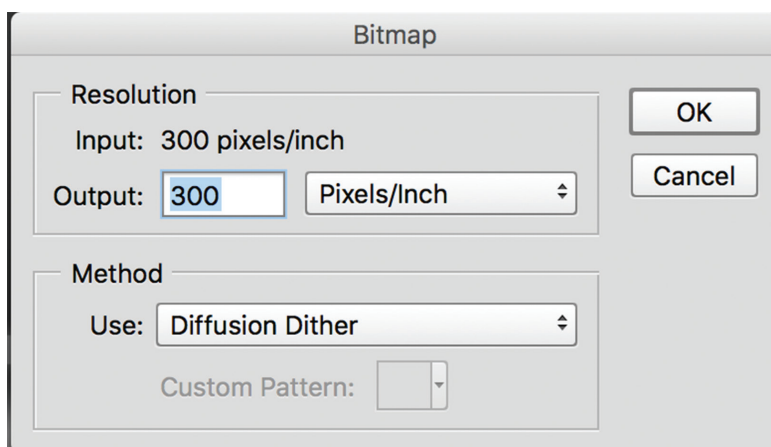 Bitmap
Resolution
Input: 300 pixels/inch
Output: 300 Pixels/Inch
OK
Cancel
Method
Use: Diffusion Dither
Custom Pattern: